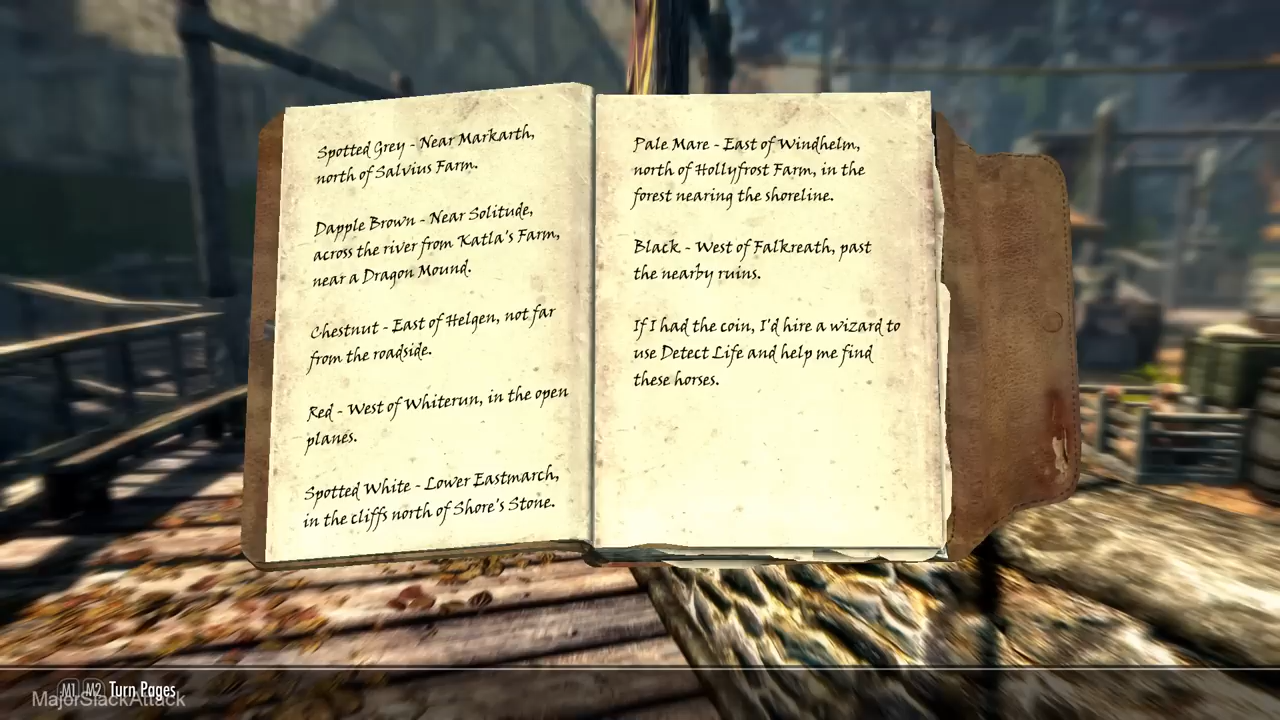 Spotted Grey - Near Markarth,
north of Salvius Farm.
Dapple Brown - Near Solitude,
across the river from Katla's Farm,
near a Dragon Mound.
Chestnut - East of Helgen, not far
from the roadside.
Red - West of Whiterun, in the open
planes.
Spotted White - Lower Eastmarch,
in the cliffs north of Shore's Stone.
Pale Mare - East of Windhelm,
north of Hollyfrost Farm, in the
forest nearing the shoreline.
Black - West of Falkreath, past
the nearby ruins.
If I had the coin, I'd hire a wizard to
use Detect Life and help me find
these horses.
M1 M2 Turn Pages
MajorSlackAttack